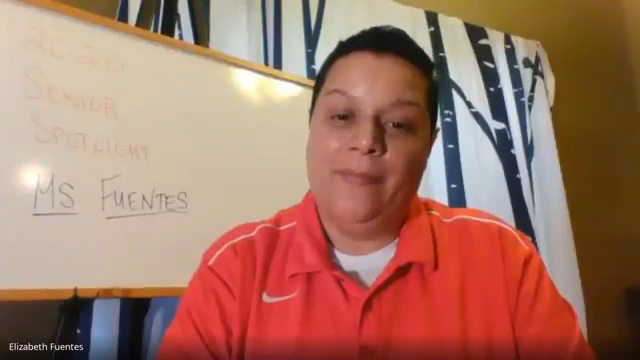 2020
SENIOR
SPOTLIGHT
MS FUENTES
Elizabeth Fuentes